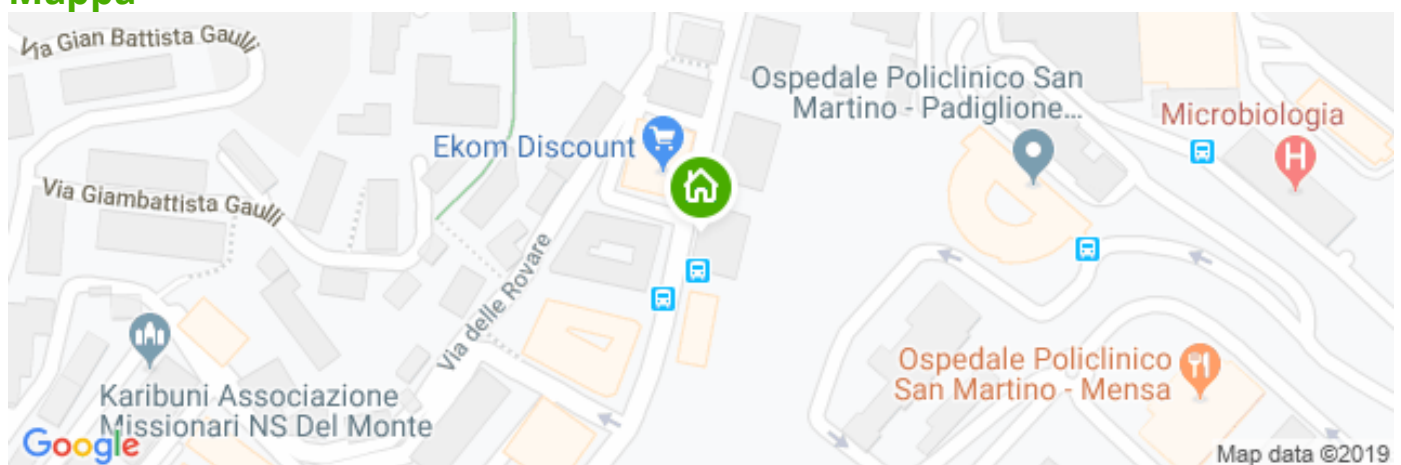 Mappa
Via Gian Battista Gaulli
Ospedale Policlinico San
Martino - Padiglione...
Microbiologia
H
Ekom Discount
Via Giambattista Gaulli
Via delle Rovare
Ospedale Policlinico
San Martino - Mensa
Karibuni Associazione
Missionari NS Del Monte
Google
Map data ©2019